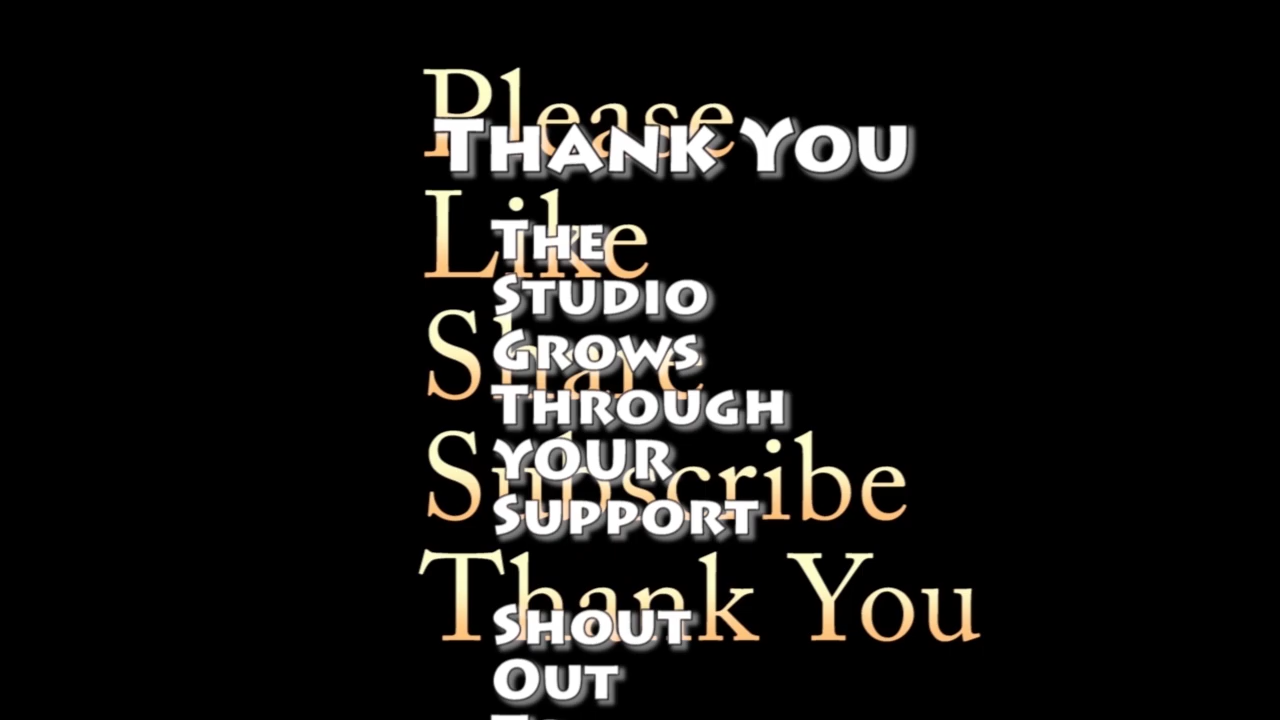 Please
THANK YOU
Like
THE
STUDIO
Share
GROWS
THROUGH
YOUR
Subscribe
SUPPORT
Thank You
SHOUT
OUT